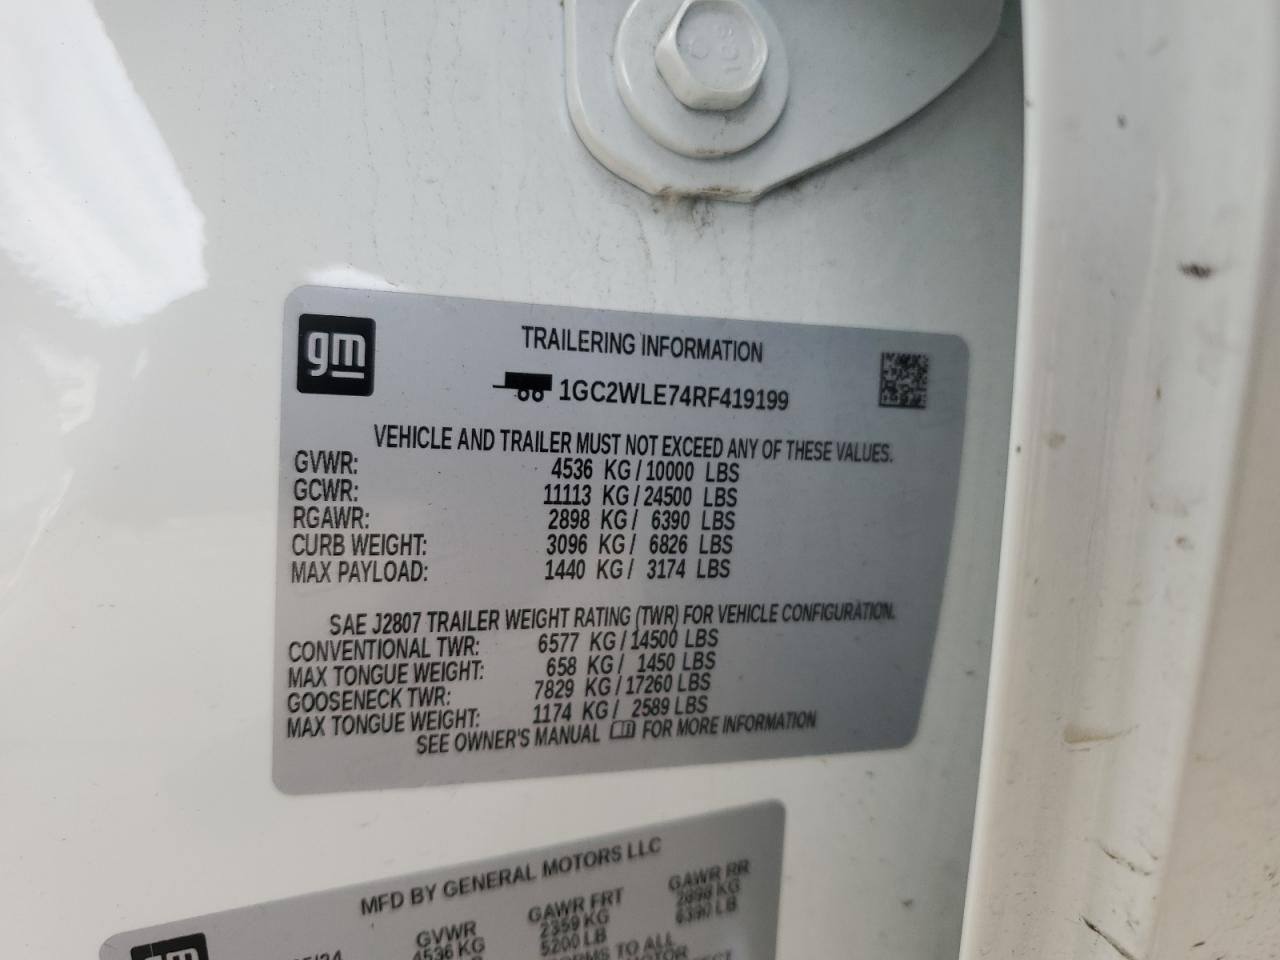 SOL
gm
TRAILERING INFORMATION
1GC2WLE74RF419199
VEHICLE AND TRAILER MUST NOT EXCEED ANY OF THESE VALUES.
GVWR: 4536 KG / 10000 LBS
GCWR: 11113 KG / 24500 LBS
RGAWR: 2898 KG / 6390 LBS
CURB WEIGHT: 3096 KG / 6826 LBS
MAX PAYLOAD: 1440 KG / 3174 LBS
SAE J2807 TRAILER WEIGHT RATING (TWR) FOR VEHICLE CONFIGURATION.
CONVENTIONAL TWR: 6577 KG / 14500 LBS
MAX TONGUE WEIGHT: 658 KG / 1450 LBS
GOOSENECK TWR: 7829 KG / 17260 LBS
MAX TONGUE WEIGHT: 1174 KG / 2589 LBS
SEE OWNER'S MANUAL FOR MORE INFORMATION
MFD BY GENERAL MOTORS LLC
GVWR GAWR FRT GAWR RR
4536 KG 2359 KG 2898 KG
5200 LB 6390 LB
TO ALL